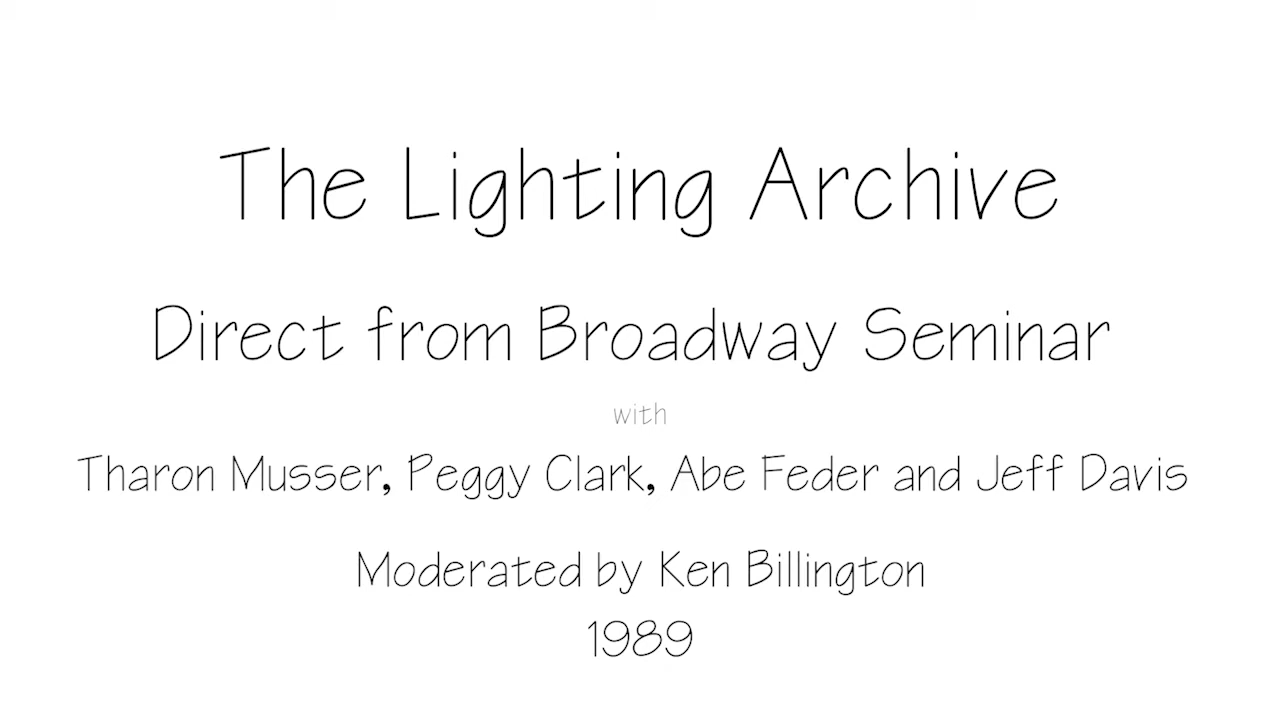 The Lighting Archive
Direct from Broadway Seminar
with
Tharon Musser, Peggy Clark, Abe Feder and Jeff Davis
Moderated by Ken Billington
1989